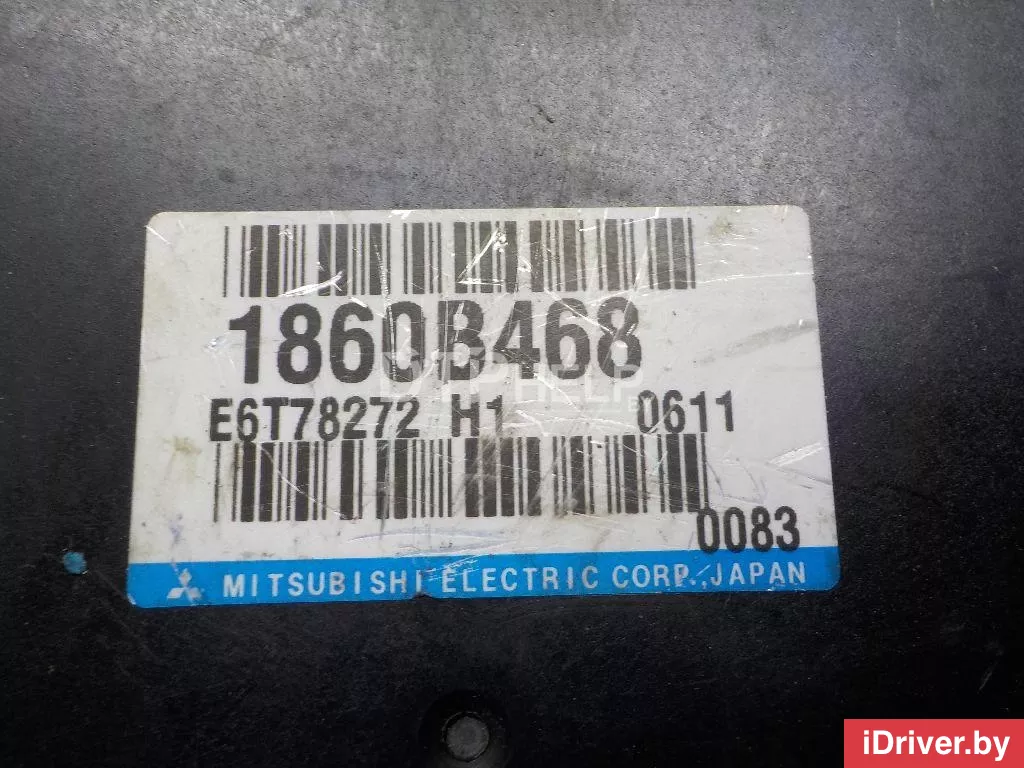 1860B468
E6T78272 H1 0611
0083
MITSUBISHI ELECTRIC CORP.,JAPAN
iDriver.by